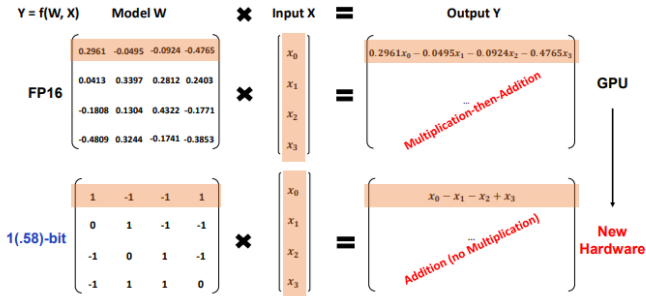 Y = f(W, X) Model W ✖ Input X = Output Y
0.2961 -0.0495 -0.0924 -0.4765 x₀ 0.2961x₀ − 0.0495x₁ − 0.0924x₂ − 0.4765x₃
0.0413 0.3397 0.2812 0.2403 x₁
FP16 ✖ = GPU
-0.1808 0.1304 0.4322 -0.1771 x₂ ...
Multiplication-then-Addition
-0.4809 0.3244 -0.1741 -0.3853 x₃
1 -1 -1 1 x₀ x₀ − x₁ − x₂ + x₃
0 1 -1 -1 x₁
1(.58)-bit ✖ = New
Hardware
-1 0 1 -1 x₂ ...
Addition (no Multiplication)
-1 1 1 0 x₃